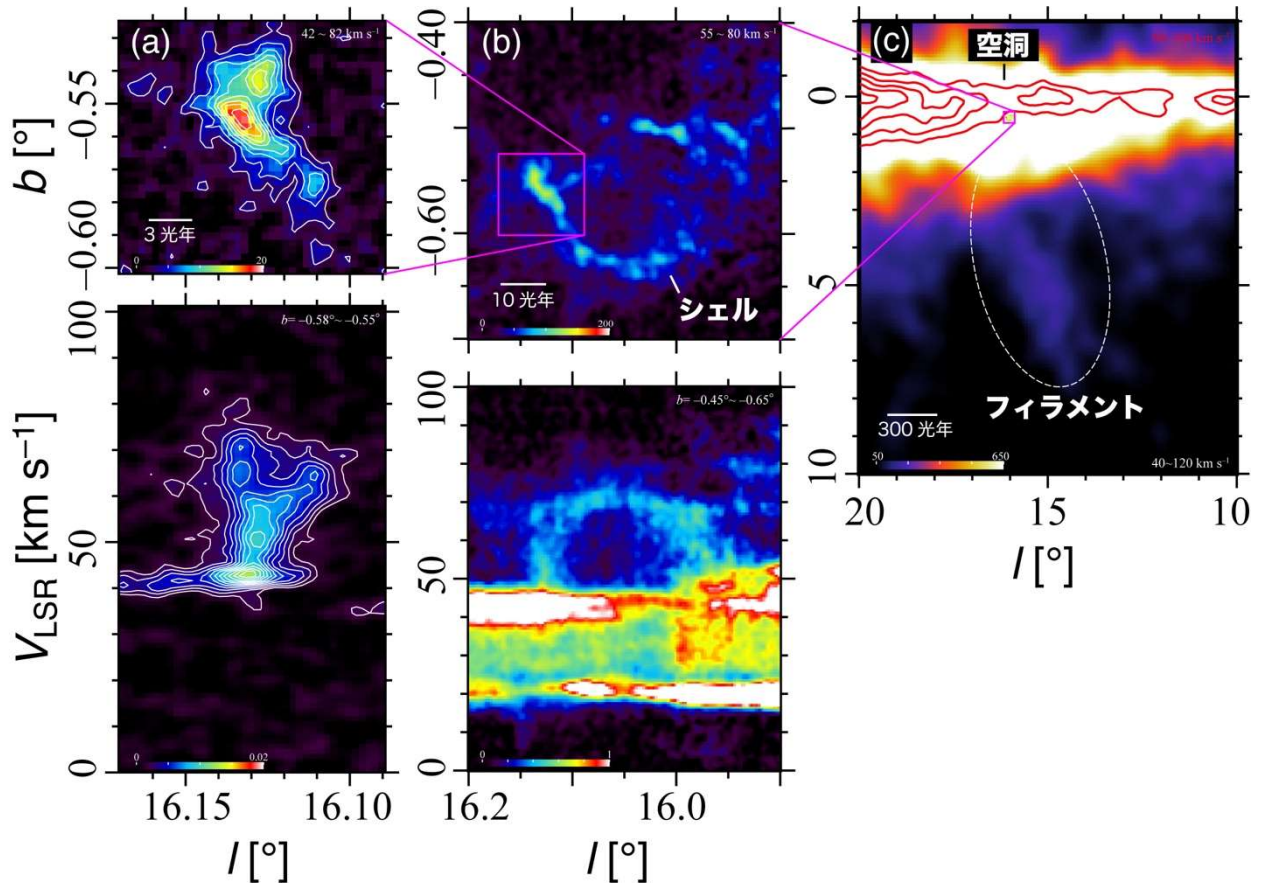 (a)
42 ~ 82 km s⁻¹
b [°]
−0.55
−0.60
3 光年
0 20
(b)
55 ~ 80 km s⁻¹
−0.40
−0.60
10 光年
シェル
0 200
(c)
空洞
0
5
10
フィラメント
300 光年
50 650
40~120 km s⁻¹
20 15 10
l [°]
b= −0.58°~ −0.55°
V_LSR [km s⁻¹]
100
50
0
0 0.02
16.15 16.10
l [°]
b= −0.45°~ −0.65°
100
50
0
0 1
16.2 16.0
l [°]